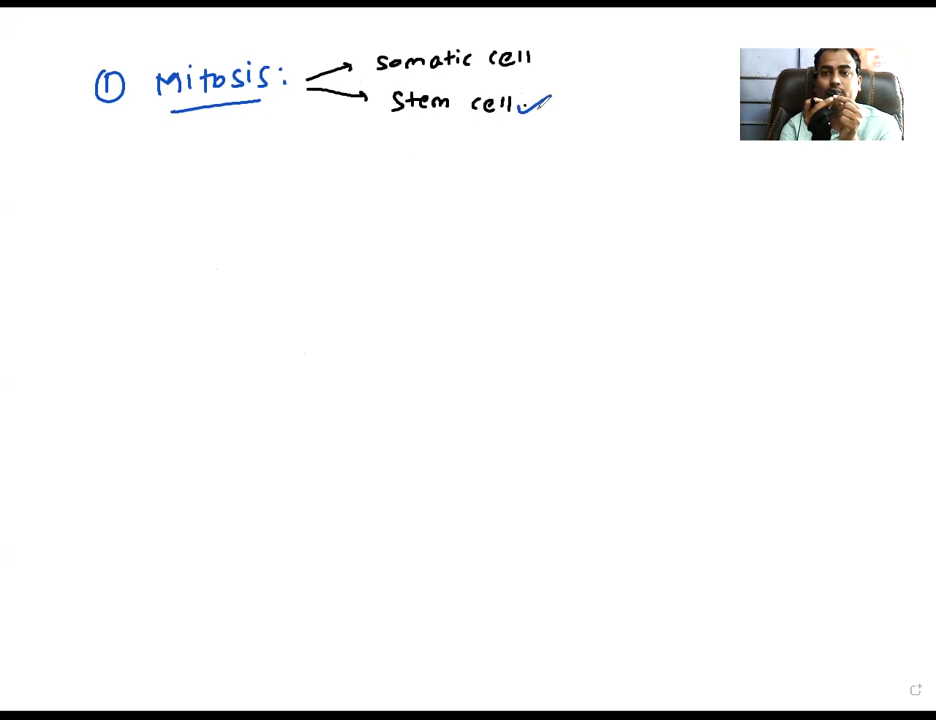 ① Mitosis: → somatic cell
→ Stem cell. ✓